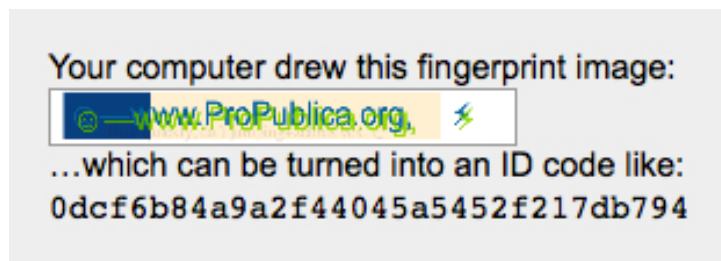 Your computer drew this fingerprint image:
☹—www.ProPublica.org, ⚡
…which can be turned into an ID code like:
0dcf6b84a9a2f44045a5452f217db794